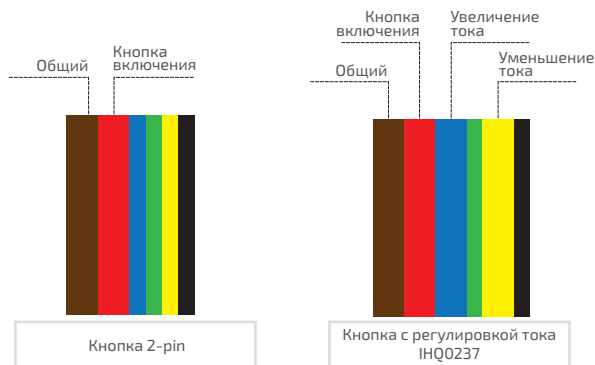 Общий
Кнопка
включения
Кнопка 2-pin
Кнопка
включения
Увеличение
тока
Общий
Уменьшение
тока
Кнопка с регулировкой тока
IHQ0237